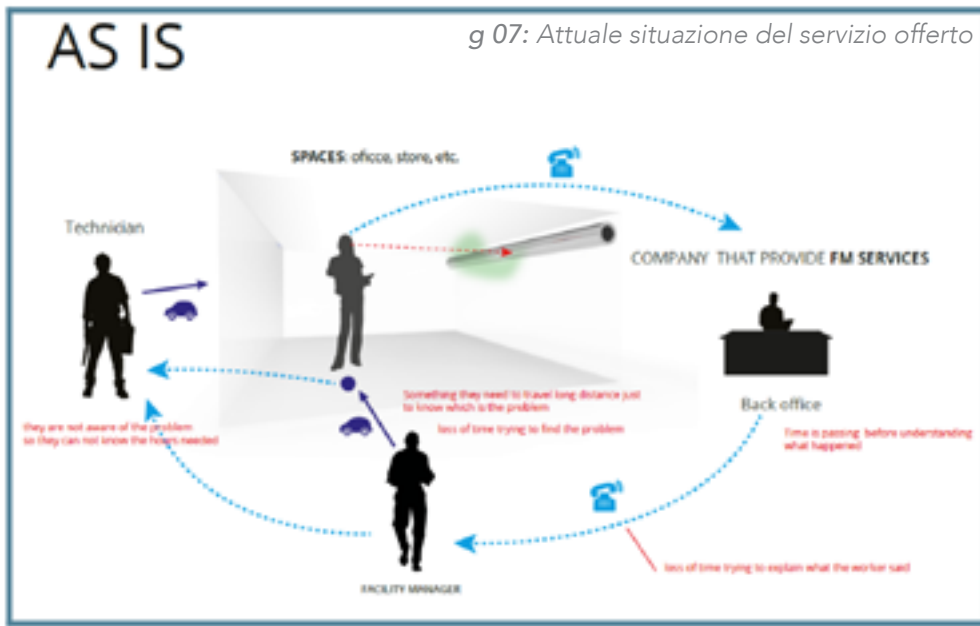 AS IS
g 07: Attuale situazione del servizio offerto
SPACES: oficce, store, etc.
Technician
COMPANY THAT PROVIDE FM SERVICES
Something they need to travel long distance just
to know which is the problem
loss of time trying to find the problem
they are not aware of the problem
so they can not know the hours needed
Back office
Time is passing before understanding
what happened
loss of time trying to explain what the worker said
FACILITY MANAGER